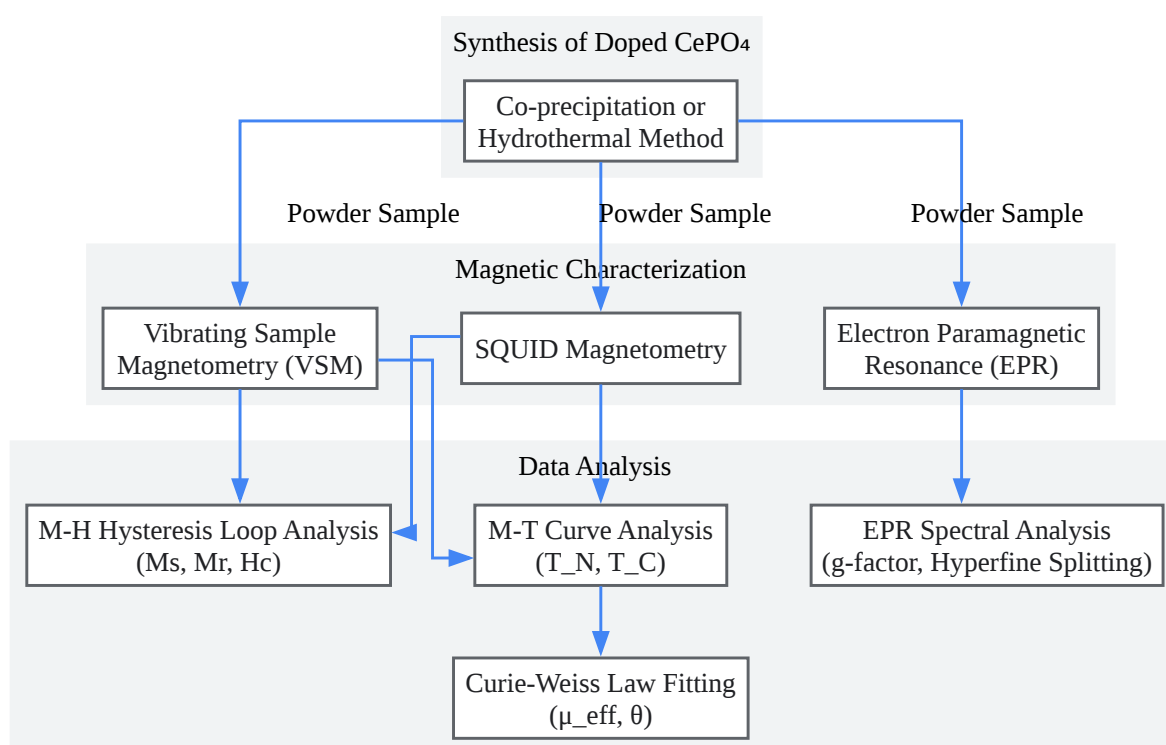 Synthesis of Doped CePO₄
Co-precipitation or
Hydrothermal Method
Powder Sample
Powder Sample
Powder Sample
Magnetic Characterization
Vibrating Sample
Magnetometry (VSM)
SQUID Magnetometry
Electron Paramagnetic
Resonance (EPR)
Data Analysis
M-H Hysteresis Loop Analysis
(Ms, Mr, Hc)
M-T Curve Analysis
(T_N, T_C)
EPR Spectral Analysis
(g-factor, Hyperfine Splitting)
Curie-Weiss Law Fitting
(μ_eff, θ)